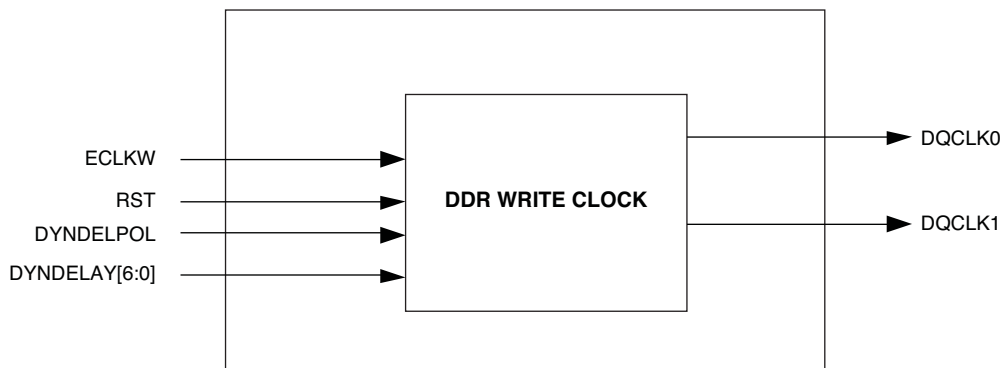 ECLKW
RST
DYNDELPOL
DYNDELAY[6:0]
DDR WRITE CLOCK
DQCLK0
DQCLK1